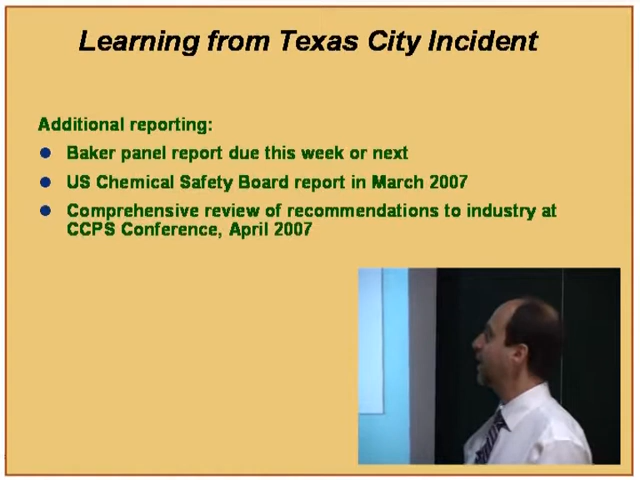 Learning from Texas City Incident
Additional reporting:
Baker panel report due this week or next
US Chemical Safety Board report in March 2007
Comprehensive review of recommendations to industry at
CCPS Conference, April 2007